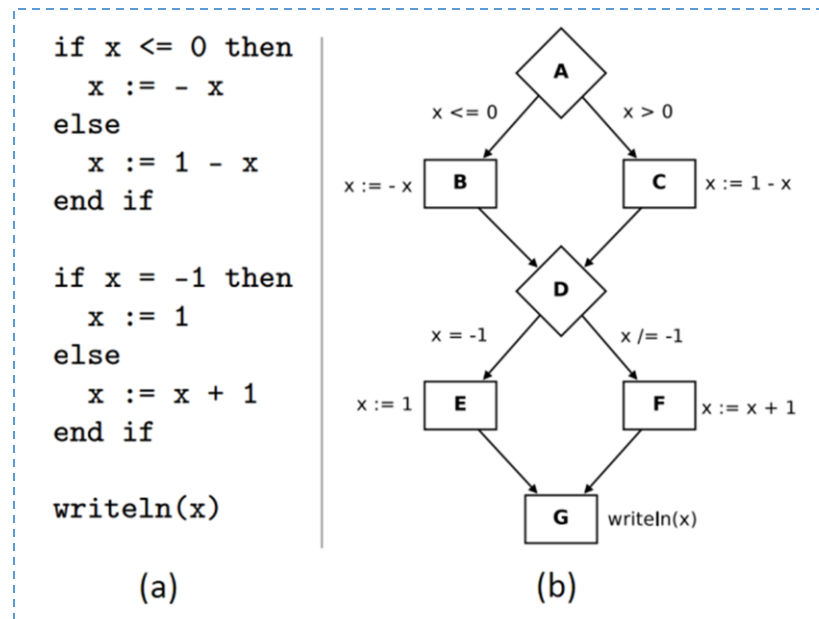 if x <= 0 then
x := - x
else
x := 1 - x
end if
if x = -1 then
x := 1
else
x := x + 1
end if
writeln(x)
(a)
A
x <= 0
x > 0
x := - x
B
C
x := 1 - x
D
x = -1
x /= -1
x := 1
E
F
x := x + 1
G
writeln(x)
(b)